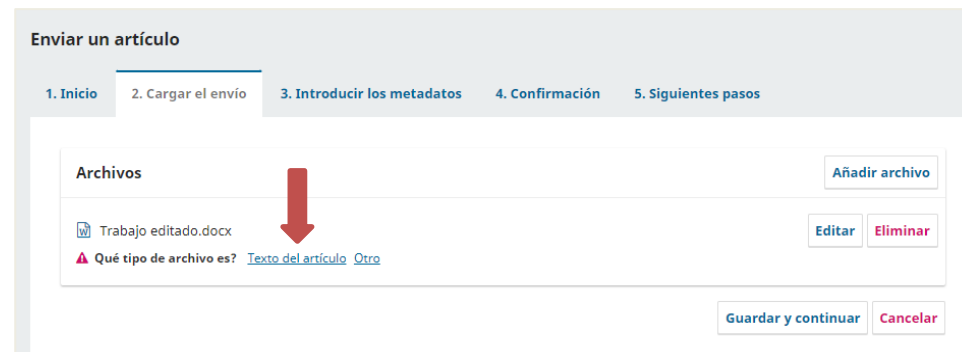 Enviar un artículo
1. Inicio 2. Cargar el envío 3. Introducir los metadatos 4. Confirmación 5. Siguientes pasos
Archivos Añadir archivo
Trabajo editado.docx Editar Eliminar
Qué tipo de archivo es? Texto del artículo Otro
Guardar y continuar Cancelar